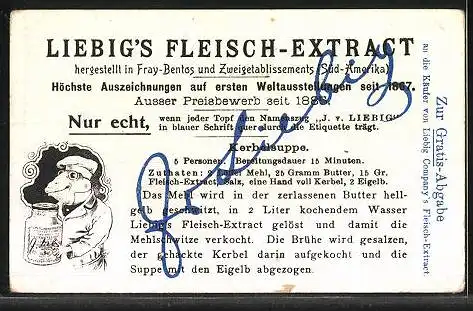 LIEBIG'S FLEISCH-EXTRACT
hergestellt in Fray-Bentos und Zweigetablissements (Süd-Amerika)
Höchste Auszeichnungen auf ersten Weltausstellungen seit 1867.
Ausser Preisbewerb seit 1885.
Nur echt, wenn jeder Topf den Namenszug „J. v. LIEBIG"
in blauer Schrift quer durch die Etiquette trägt.
Kerbelsuppe.
5 Personen. Bereitungsdauer 15 Minuten.
Zuthaten: 2 Löffel Mehl, 25 Gramm Butter, 15 Gr.
Fleisch-Extract, Salz, eine Hand voll Kerbel, 2 Eigelb.
Das Mehl wird in der zerlassenen Butter hell-
gelb geschwitzt, in 2 Liter kochendem Wasser
Liebig's Fleisch-Extract gelöst und damit die
Mehlschwitze verkocht. Die Brühe wird gesalzen,
der gehackte Kerbel darin aufgekocht und die
Suppe mit den Eigelb abgezogen.
JvLiebig
Zur Gratis-Abgabe
an die Käufer von Liebig Company's Fleisch-Extract.